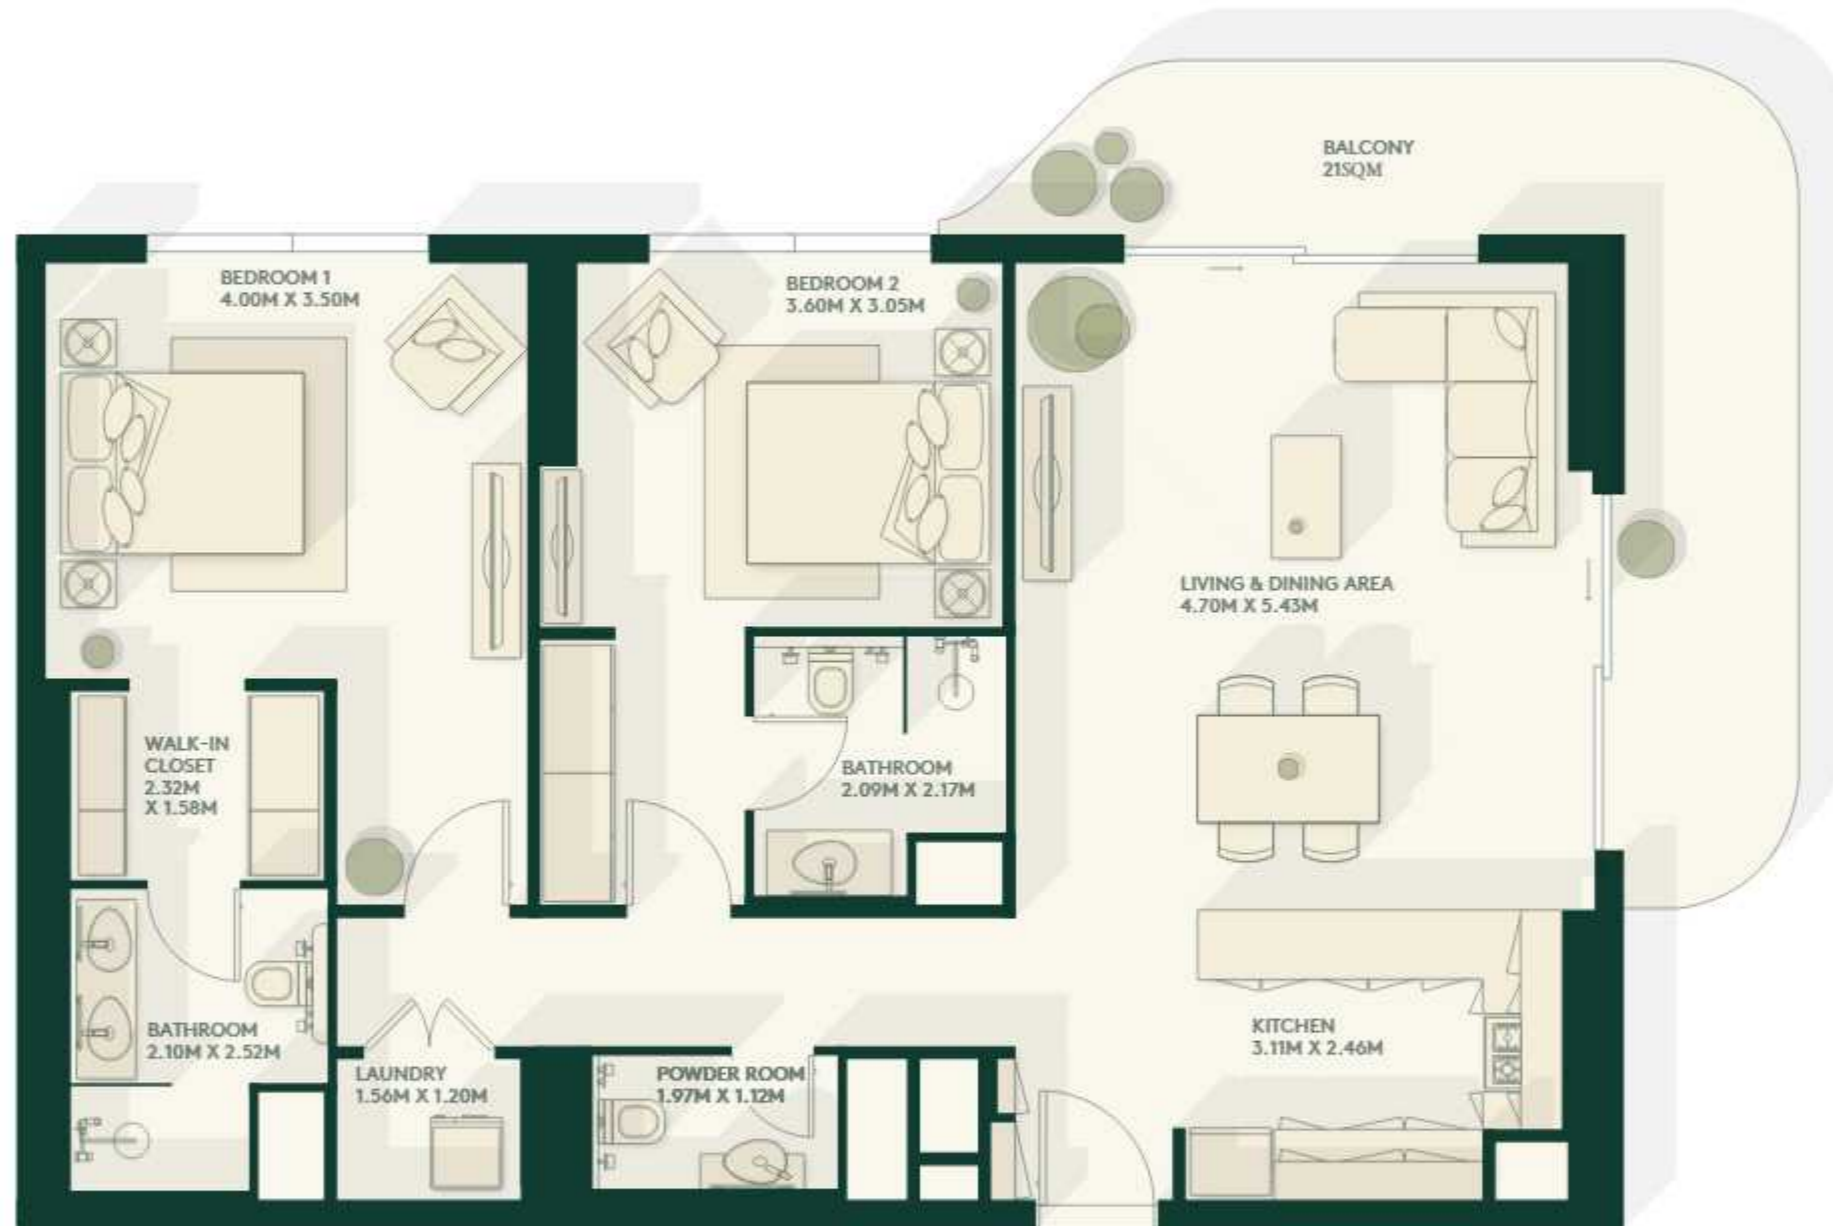 BALCONY
21SQM
BEDROOM 1
4.00M X 3.50M
BEDROOM 2
3.60M X 3.05M
LIVING & DINING AREA
4.70M X 5.43M
WALK-IN
CLOSET
2.32M
X 1.58M
BATHROOM
2.09M X 2.17M
BATHROOM
2.10M X 2.52M
LAUNDRY
1.56M X 1.20M
POWDER ROOM
1.97M X 1.12M
KITCHEN
3.11M X 2.46M